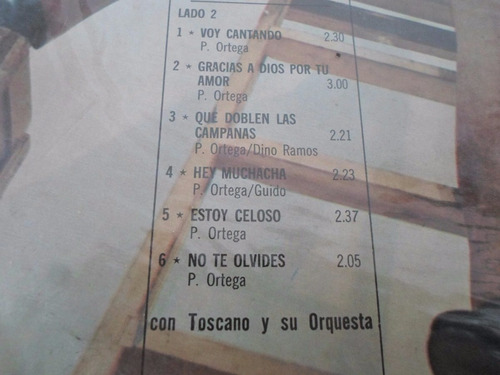 LADO 2
1 * VOY CANTANDO 2.30
P. Ortega
2 * GRACIAS A DIOS POR TU
AMOR 3.00
P. Ortega
3 * QUE DOBLEN LAS
CAMPANAS 2.21
P. Ortega/Dino Ramos
4 * HEY MUCHACHA 2.23
P. Ortega/Guido
5 * ESTOY CELOSO 2.37
P. Ortega
6 * NO TE OLVIDES 2.05
P. Ortega
con Toscano y su Orquesta